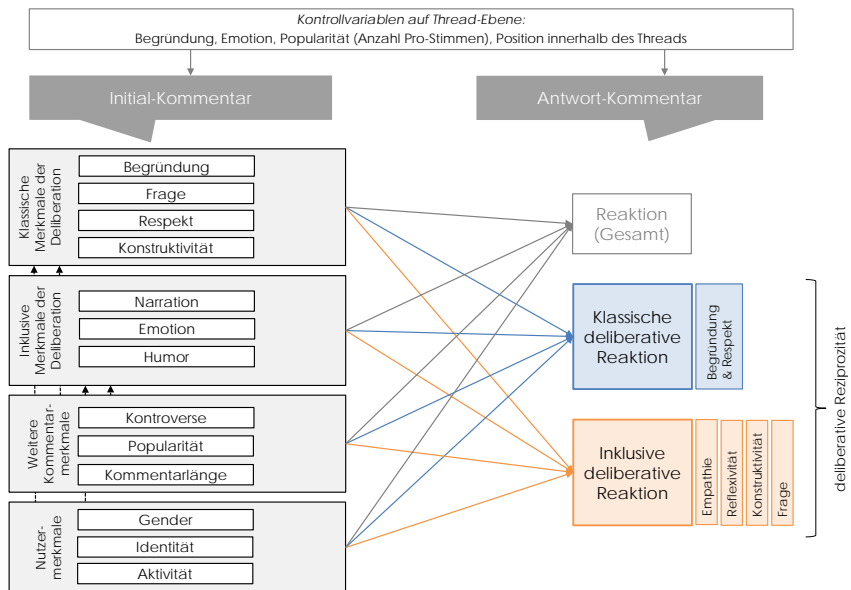 Kontrollvariablen auf Thread-Ebene:
Begründung, Emotion, Popularität (Anzahl Pro-Stimmen), Position innerhalb des Threads
Initial-Kommentar
Antwort-Kommentar
Klassische
Merkmale der
Deliberation
Begründung
Frage
Respekt
Konstruktivität
Inklusive
Merkmale der
Deliberation
Narration
Emotion
Humor
Weitere
Kommentar-
merkmale
Kontroverse
Popularität
Kommentarlänge
Nutzer-
merkmale
Gender
Identität
Aktivität
Reaktion
(Gesamt)
Klassische
deliberative
Reaktion
Begründung
& Respekt
Inklusive
deliberative
Reaktion
Empathie
Reflexivität
Konstruktivität
Frage
deliberative Reziprozität